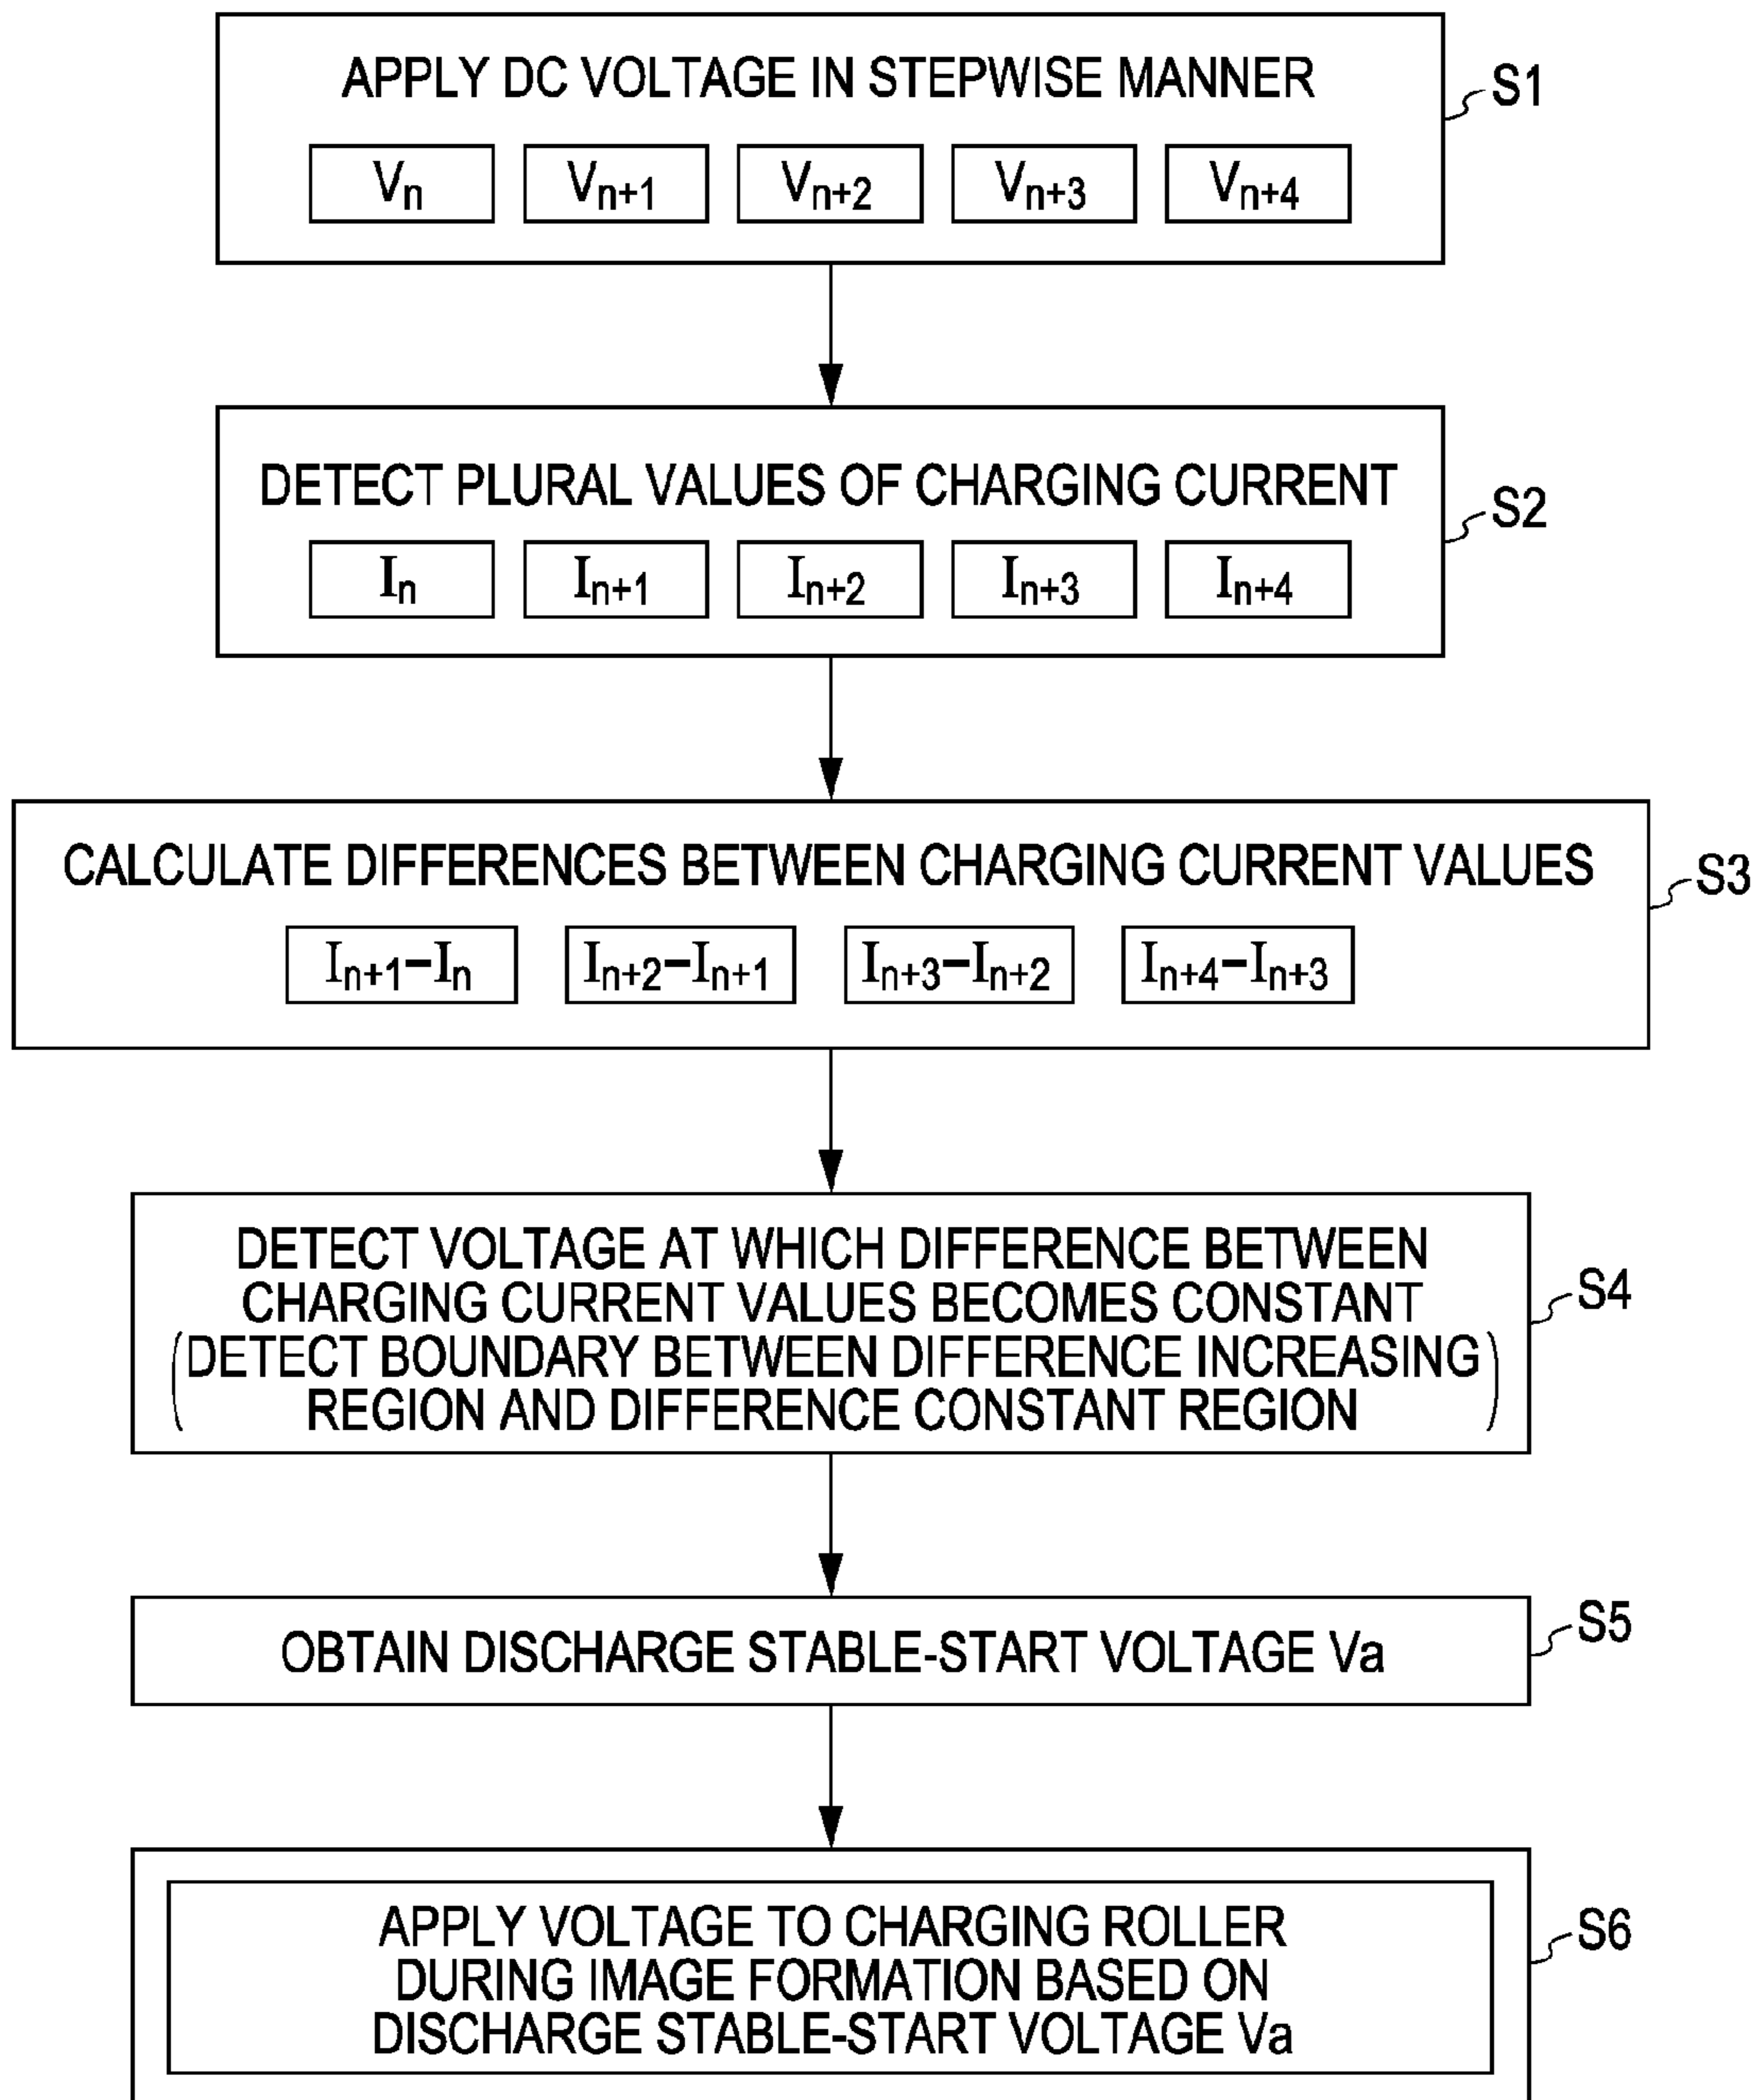 APPLY DC VOLTAGE IN STEPWISE MANNER
S1
Vn Vn+1 Vn+2 Vn+3 Vn+4
DETECT PLURAL VALUES OF CHARGING CURRENT
S2
In In+1 In+2 In+3 In+4
CALCULATE DIFFERENCES BETWEEN CHARGING CURRENT VALUES
S3
In+1−In In+2−In+1 In+3−In+2 In+4−In+3
DETECT VOLTAGE AT WHICH DIFFERENCE BETWEEN
CHARGING CURRENT VALUES BECOMES CONSTANT
S4
(DETECT BOUNDARY BETWEEN DIFFERENCE INCREASING
REGION AND DIFFERENCE CONSTANT REGION)
OBTAIN DISCHARGE STABLE-START VOLTAGE Va
S5
APPLY VOLTAGE TO CHARGING ROLLER
S6
DURING IMAGE FORMATION BASED ON
DISCHARGE STABLE-START VOLTAGE Va